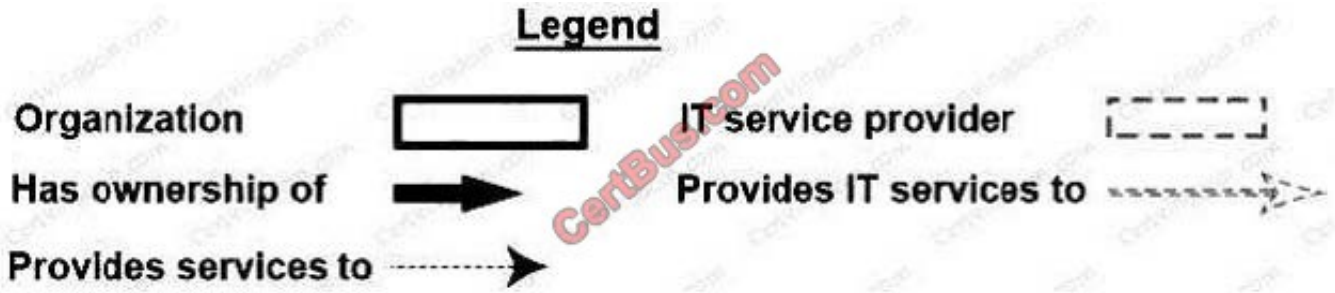 Legend
Organization
IT service provider
Has ownership of
Provides IT services to
Provides services to
CertBus.com